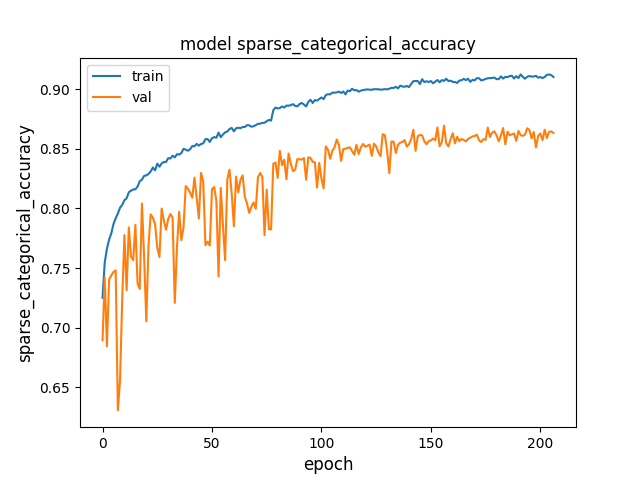 model sparse_categorical_accuracy
train
val
sparse_categorical_accuracy
0.90
0.85
0.80
0.75
0.70
0.65
0
50
100
150
200
epoch